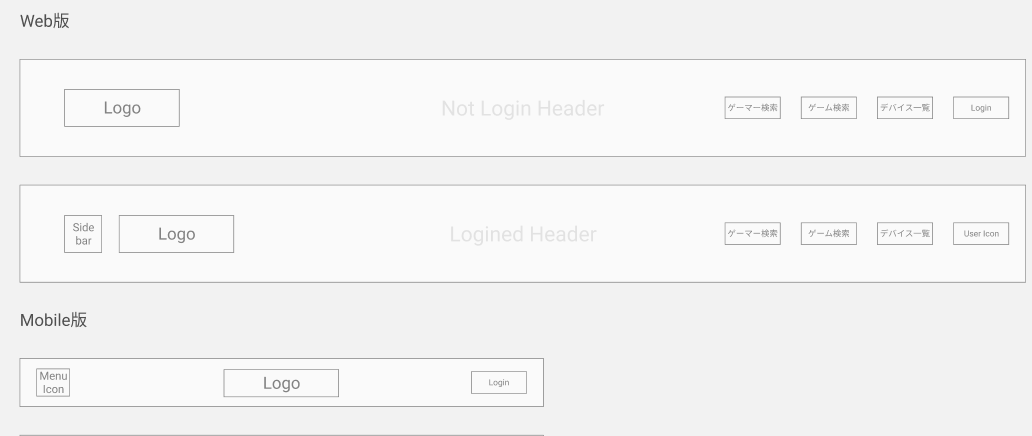 Web版
Logo
Not Login Header
ゲーマー検索
ゲーム検索
デバイス一覧
Login
Side
bar
Logo
Logined Header
ゲーマー検索
ゲーム検索
デバイス一覧
User Icon
Mobile版
Menu
Icon
Logo
Login